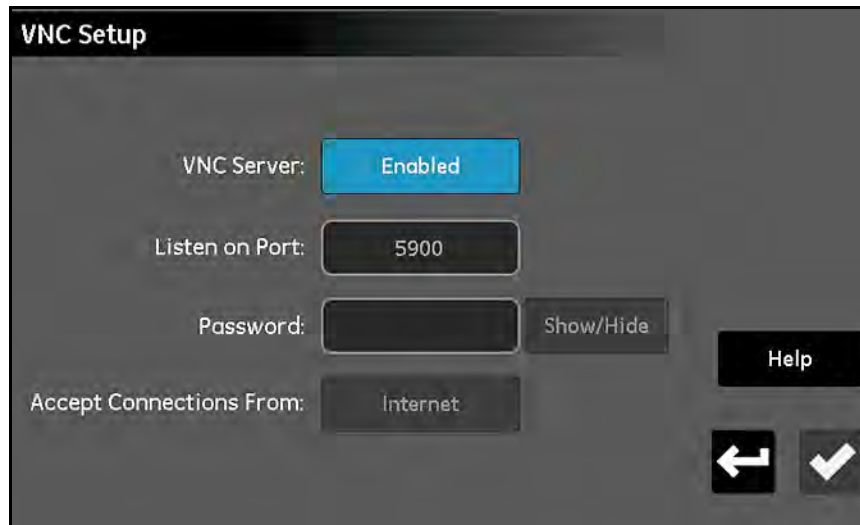 VNC Setup
VNC Server: Enabled
Listen on Port: 5900
Password: Show/Hide
Help
Accept Connections From: Internet